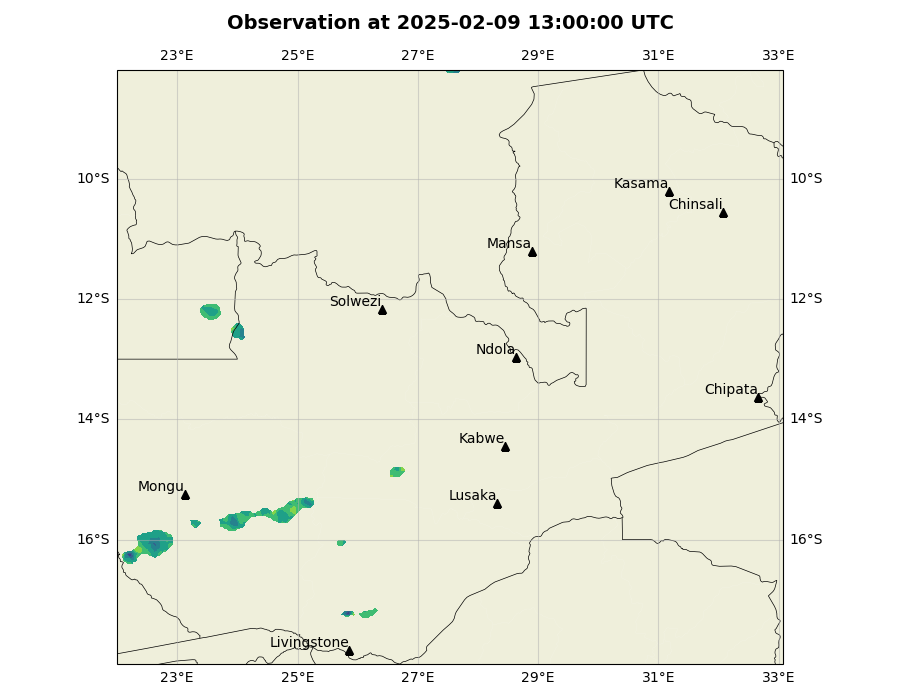 Observation at 2025-02-09 13:00:00 UTC
23°E 25°E 27°E 29°E 31°E 33°E
10°S 10°S
Kasama
Chinsali
Mansa
12°S 12°S
Solwezi
Ndola
Chipata
14°S 14°S
Kabwe
Mongu
Lusaka
16°S 16°S
Livingstone
23°E 25°E 27°E 29°E 31°E 33°E